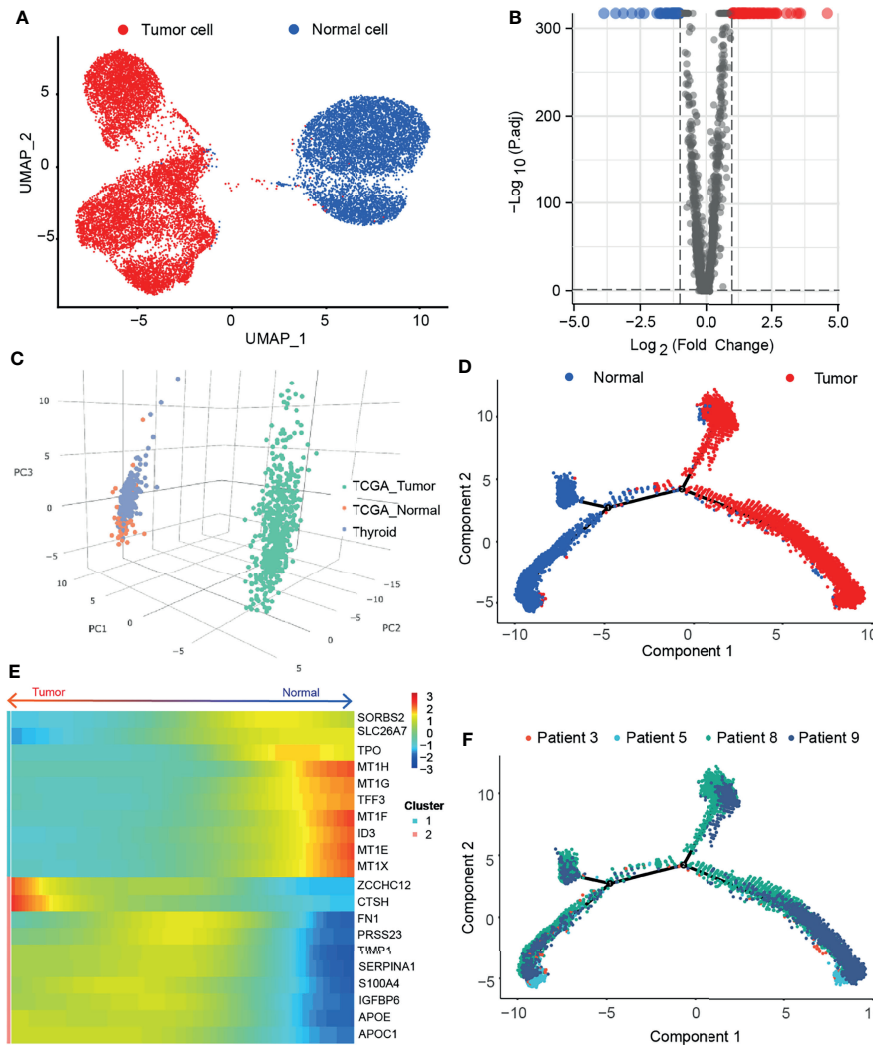 A
Tumor cell
Normal cell
UMAP_2
5
0
−5
−5
0
5
10
UMAP_1
B
−Log10 (P.adj)
300
200
100
0
−5.0
−2.5
0.0
2.5
5.0
Log2 (Fold Change)
C
10
5
PC3
0
−5
10
5
PC1
0
−5
5
0
PC2
−5
−10
−15
TCGA_Tumor
TCGA_Normal
Thyroid
D
Normal
Tumor
Component 2
10
5
0
−5
−10
−5
0
5
10
Component 1
E
Tumor
Normal
SORBS2
SLC26A7
TPO
MT1H
MT1G
TFF3
MT1F
ID3
MT1E
MT1X
ZCCHC12
CTSH
FN1
PRSS23
TIMP1
SERPINA1
S100A4
IGFBP6
APOE
APOC1
3
2
1
0
−1
−2
−3
Cluster
1
2
F
Patient 3
Patient 5
Patient 8
Patient 9
Component 2
10
5
0
−5
−10
−5
0
5
1
Component 1